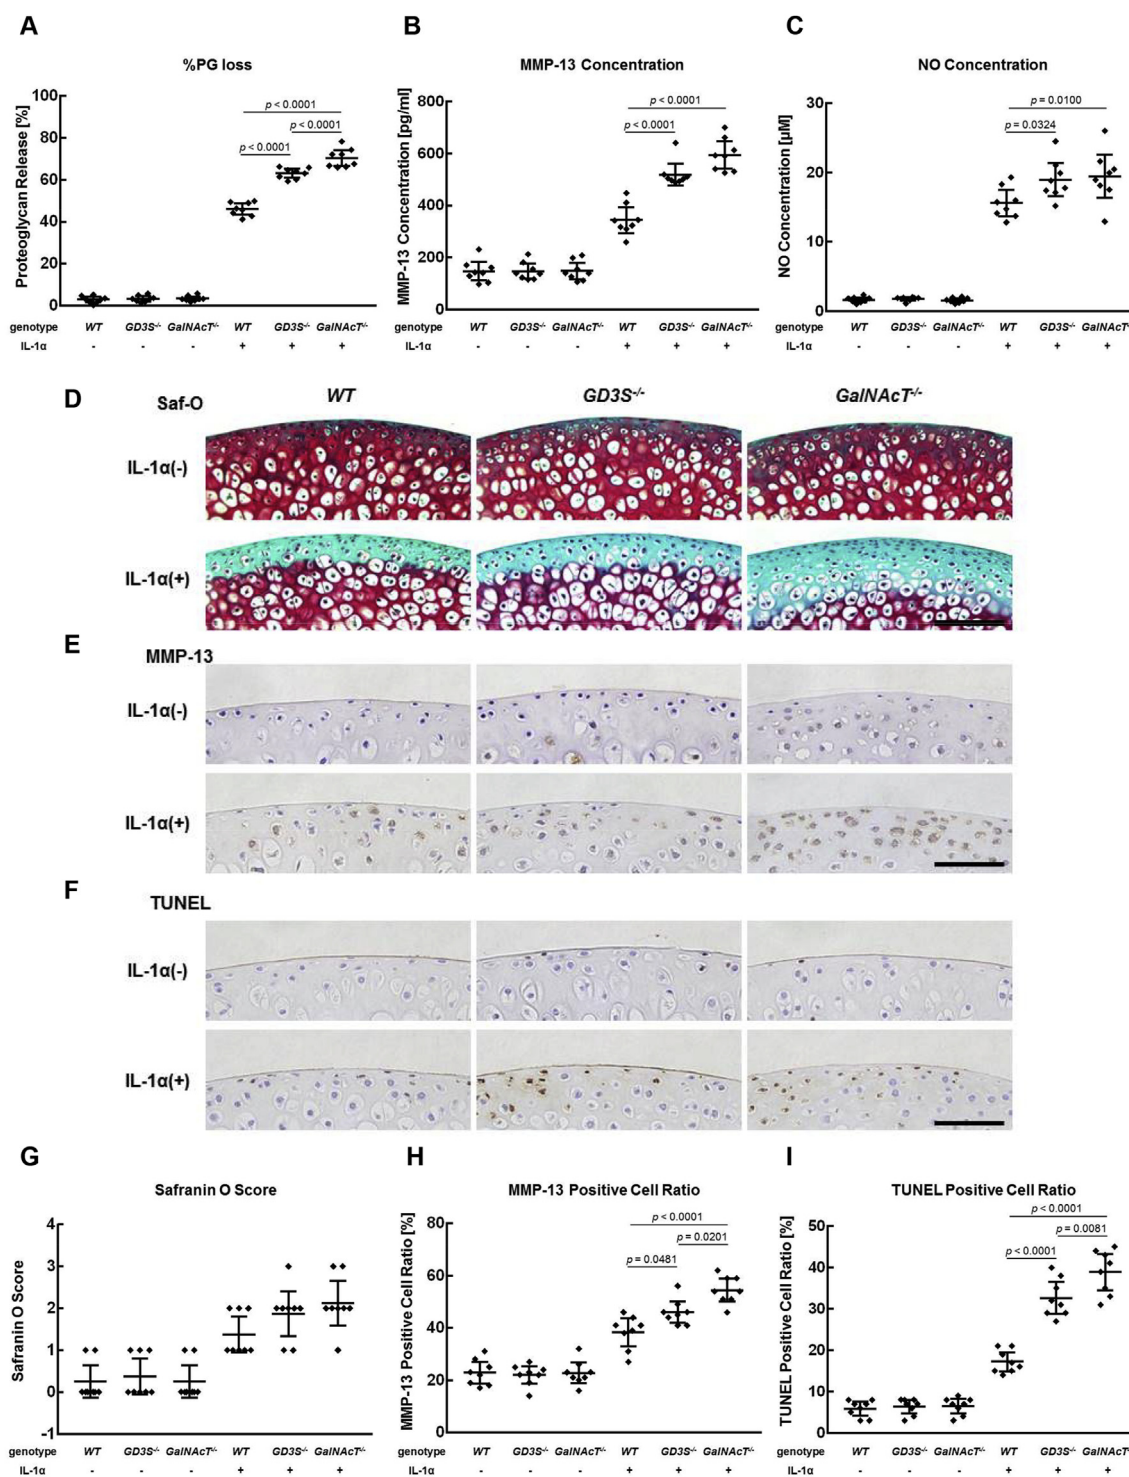 A
%PG loss
Proteoglycan Release [%]
100
80
60
40
20
0
p < 0.0001
p < 0.0001
p < 0.0001
genotype WT GD3S-/- GalNAcT-/- WT GD3S-/- GalNAcT-/-
IL-1α - - - + + +
B
MMP-13 Concentration
MMP-13 Concentration [pg/ml]
800
600
400
200
0
p < 0.0001
p < 0.0001
genotype WT GD3S-/- GalNAcT-/- WT GD3S-/- GalNAcT-/-
IL-1α - - - + + +
C
NO Concentration
NO Concentration [µM]
30
20
10
0
p = 0.0100
p = 0.0324
genotype WT GD3S-/- GalNAcT-/- WT GD3S-/- GalNAcT-/-
IL-1α - - - + + +
D
Saf-O
WT GD3S-/- GalNAcT-/-
IL-1α(-)
IL-1α(+)
E
MMP-13
IL-1α(-)
IL-1α(+)
F
TUNEL
IL-1α(-)
IL-1α(+)
G
Safranin O Score
Safranin O Score
4
3
2
1
0
-1
genotype WT GD3S-/- GalNAcT-/- WT GD3S-/- GalNAcT-/-
IL-1α - - - + + +
H
MMP-13 Positive Cell Ratio
MMP-13 Positive Cell Ratio [%]
80
60
40
20
0
p < 0.0001
p = 0.0201
p = 0.0481
genotype WT GD3S-/- GalNAcT-/- WT GD3S-/- GalNAcT-/-
IL-1α - - - + + +
I
TUNEL Positive Cell Ratio
TUNEL Positive Cell Ratio [%]
50
40
30
20
10
0
p < 0.0001
p = 0.0081
p < 0.0001
genotype WT GD3S-/- GalNAcT-/- WT GD3S-/- GalNAcT-/-
IL-1α - - - + + +